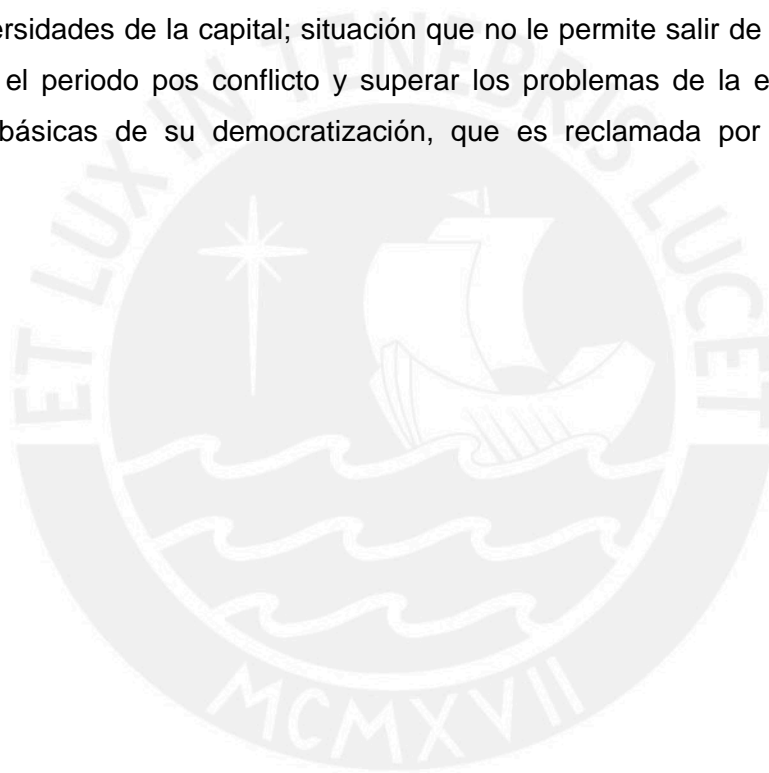 ersidades de la capital; situación que no le permite salir de
el periodo pos conflicto y superar los problemas de la e
básicas de su democratización, que es reclamada por
ET LUX IN TENEBRIS LUCET
MCMXVII